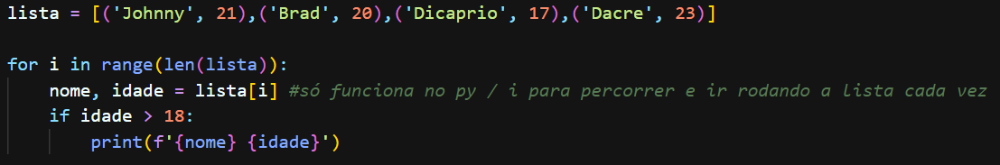 lista = [('Johnny', 21),('Brad', 20),('Dicaprio', 17),('Dacre', 23)]
for i in range(len(lista)):
    nome, idade = lista[i] #só funciona no py / i para percorrer e ir rodando a lista cada vez
    if idade > 18:
        print(f'{nome} {idade}')